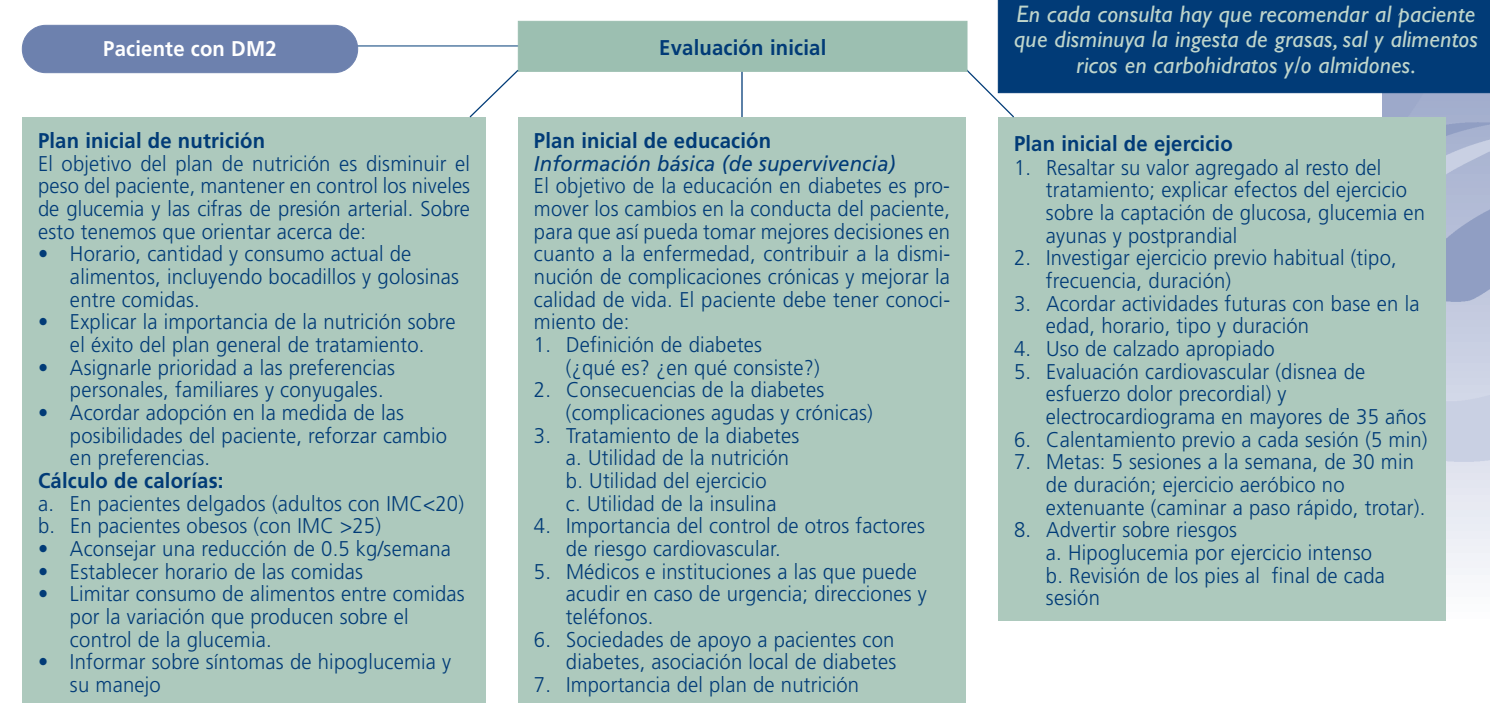 En cada consulta hay que recomendar al paciente
que disminuya la ingesta de grasas, sal y alimentos
ricos en carbohidratos y/o almidones.
Paciente con DM2
Evaluación inicial
Plan inicial de nutrición
El objetivo del plan de nutrición es disminuir el
peso del paciente, mantener en control los niveles
de glucemia y las cifras de presión arterial. Sobre
esto tenemos que orientar acerca de:
• Horario, cantidad y consumo actual de
alimentos, incluyendo bocadillos y golosinas
entre comidas.
• Explicar la importancia de la nutrición sobre
el éxito del plan general de tratamiento.
• Asignarle prioridad a las preferencias
personales, familiares y conyugales.
• Acordar adopción en la medida de las
posibilidades del paciente, reforzar cambio
en preferencias.
Cálculo de calorías:
a. En pacientes delgados (adultos con IMC<20)
b. En pacientes obesos (con IMC >25)
• Aconsejar una reducción de 0.5 kg/semana
• Establecer horario de las comidas
• Limitar consumo de alimentos entre comidas
por la variación que producen sobre el
control de la glucemia.
• Informar sobre síntomas de hipoglucemia y
su manejo
Plan inicial de educación
Información básica (de supervivencia)
El objetivo de la educación en diabetes es pro-
mover los cambios en la conducta del paciente,
para que así pueda tomar mejores decisiones en
cuanto a la enfermedad, contribuir a la dismi-
nución de complicaciones crónicas y mejorar la
calidad de vida. El paciente debe tener conoci-
miento de:
1. Definición de diabetes
(¿qué es? ¿en qué consiste?)
2. Consecuencias de la diabetes
(complicaciones agudas y crónicas)
3. Tratamiento de la diabetes
a. Utilidad de la nutrición
b. Utilidad del ejercicio
c. Utilidad de la insulina
4. Importancia del control de otros factores
de riesgo cardiovascular.
5. Médicos e instituciones a las que puede
acudir en caso de urgencia; direcciones y
teléfonos.
6. Sociedades de apoyo a pacientes con
diabetes, asociación local de diabetes
7. Importancia del plan de nutrición
Plan inicial de ejercicio
1. Resaltar su valor agregado al resto del
tratamiento; explicar efectos del ejercicio
sobre la captación de glucosa, glucemia en
ayunas y postprandial
2. Investigar ejercicio previo habitual (tipo,
frecuencia, duración)
3. Acordar actividades futuras con base en la
edad, horario, tipo y duración
4. Uso de calzado apropiado
5. Evaluación cardiovascular (disnea de
esfuerzo dolor precordial) y
electrocardiograma en mayores de 35 años
6. Calentamiento previo a cada sesión (5 min)
7. Metas: 5 sesiones a la semana, de 30 min
de duración; ejercicio aeróbico no
extenuante (caminar a paso rápido, trotar).
8. Advertir sobre riesgos
a. Hipoglucemia por ejercicio intenso
b. Revisión de los pies al final de cada
sesión